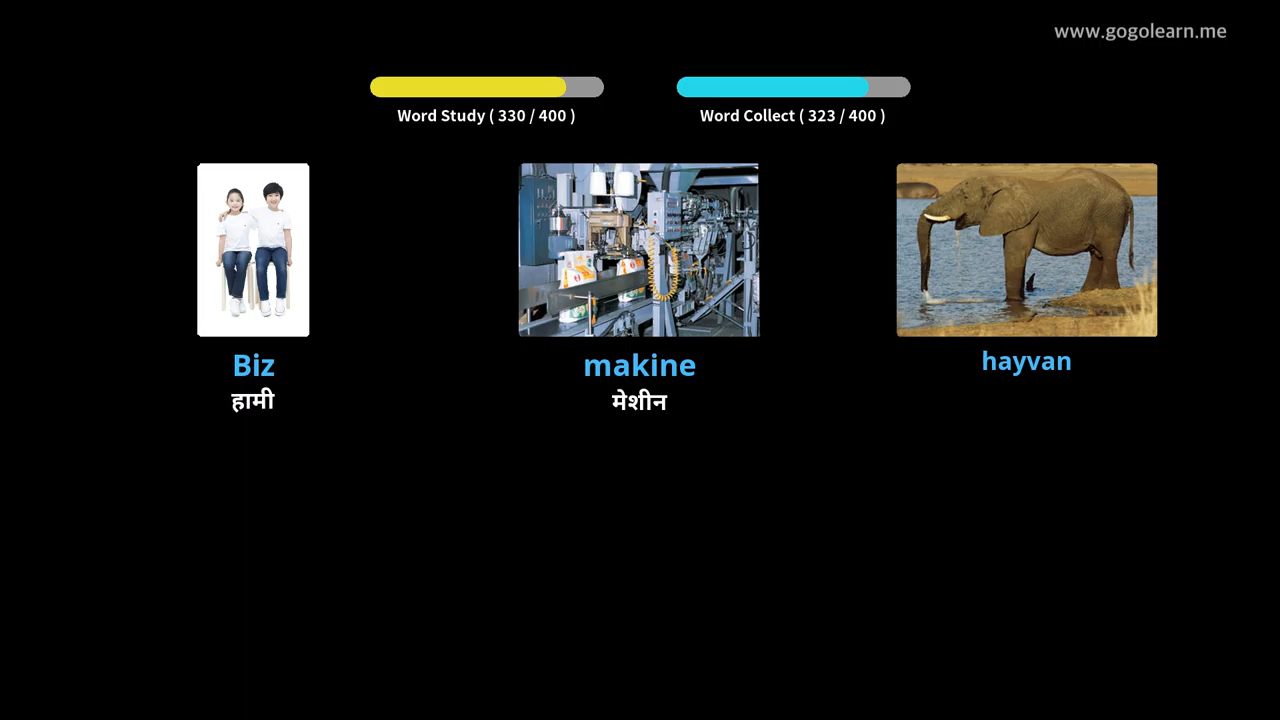 www.gogolearn.me
Word Study ( 330 / 400 )
Word Collect ( 323 / 400 )
Biz
हामी
makine
मेशीन
hayvan